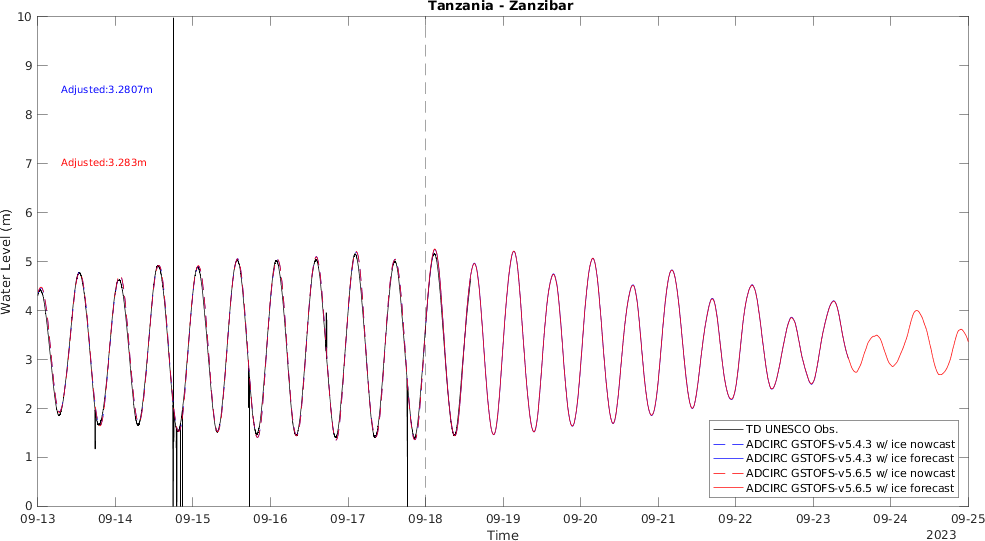 Tanzania - Zanzibar
Water Level (m)
10
9
8
7
6
5
4
3
2
1
0
Adjusted:3.2807m
Adjusted:3.283m
TD UNESCO Obs.
ADCIRC GSTOFS-v5.4.3 w/ ice nowcast
ADCIRC GSTOFS-v5.4.3 w/ ice forecast
ADCIRC GSTOFS-v5.6.5 w/ ice nowcast
ADCIRC GSTOFS-v5.6.5 w/ ice forecast
09-13 09-14 09-15 09-16 09-17 09-18 09-19 09-20 09-21 09-22 09-23 09-24 09-25
Time
2023